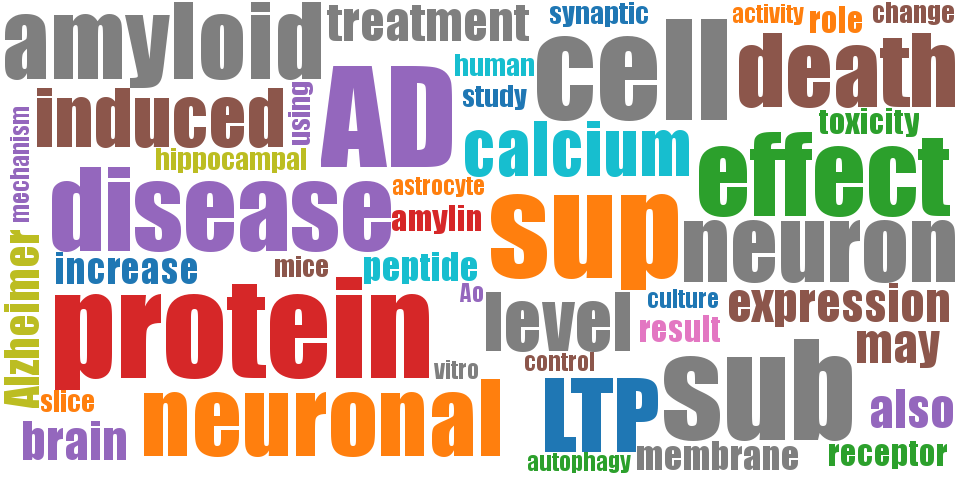 amyloid
treatment
synaptic
activity
role
change
cell
death
human
study
AD
induced
using
mechanism
hippocampal
calcium
toxicity
effect
disease
astrocyte
amylin
sup
neuron
Alzheimer
increase
mice
peptide
Ao
protein
level
culture
expression
result
may
control
vitro
sub
slice
neuronal
LTP
also
brain
autophagy
membrane
receptor